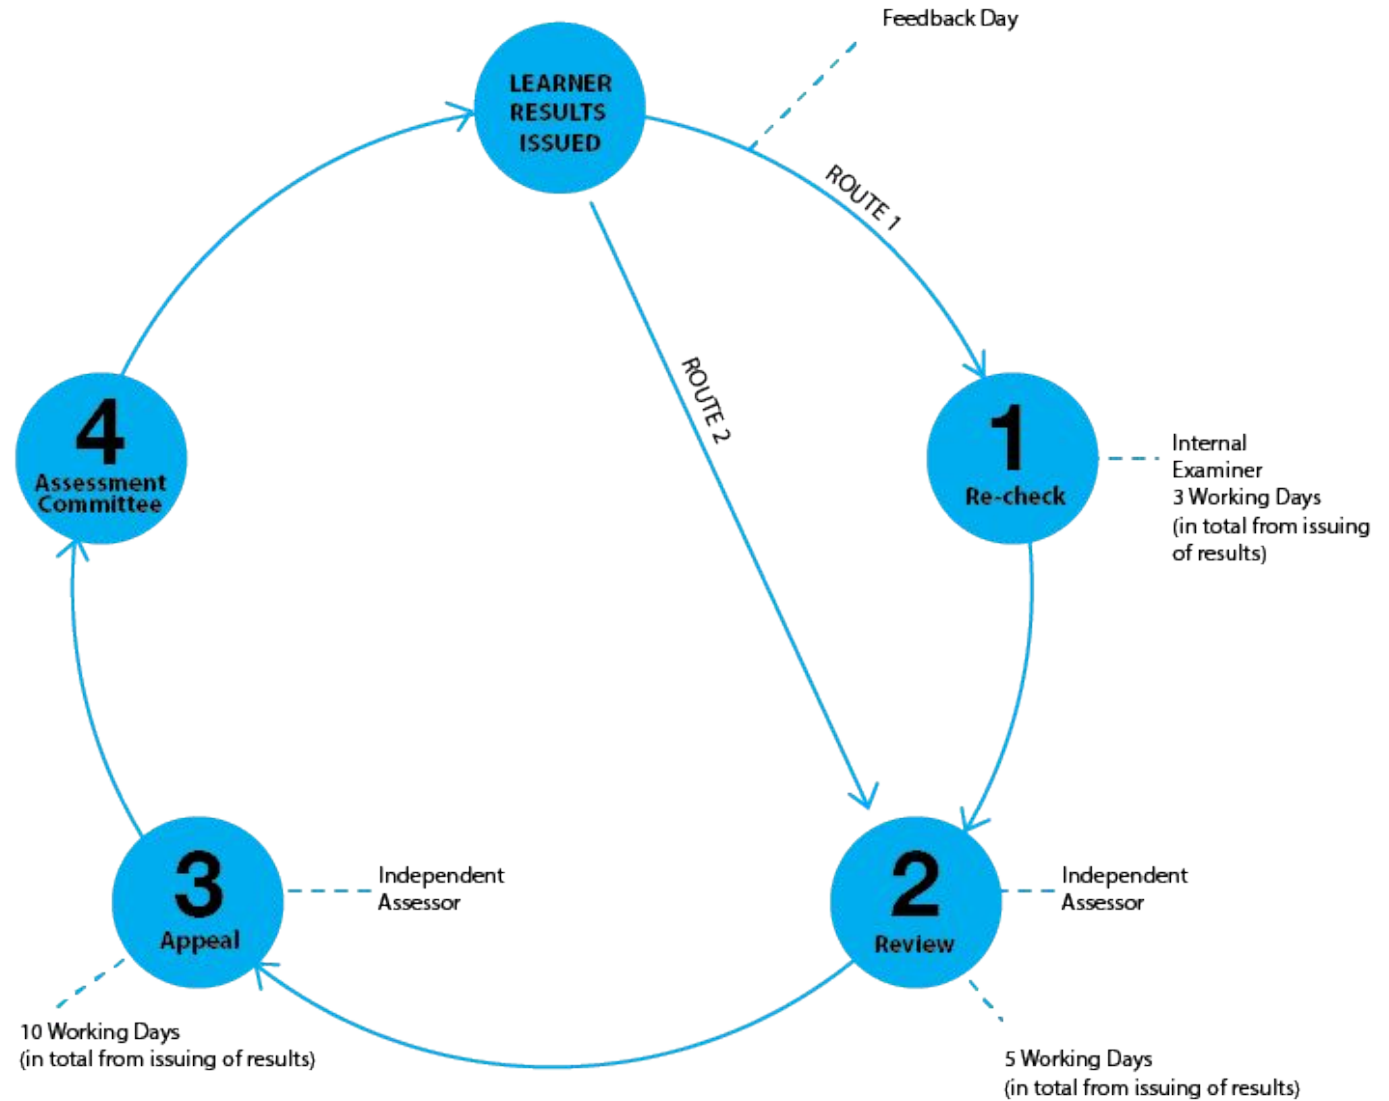 Feedback Day
LEARNER
RESULTS
ISSUED
ROUTE 1
ROUTE 2
1
Re-check
Internal
Examiner
3 Working Days
(in total from issuing
of results)
2
Review
Independent
Assessor
5 Working Days
(in total from issuing of results)
3
Appeal
Independent
Assessor
10 Working Days
(in total from issuing of results)
4
Assessment
Committee